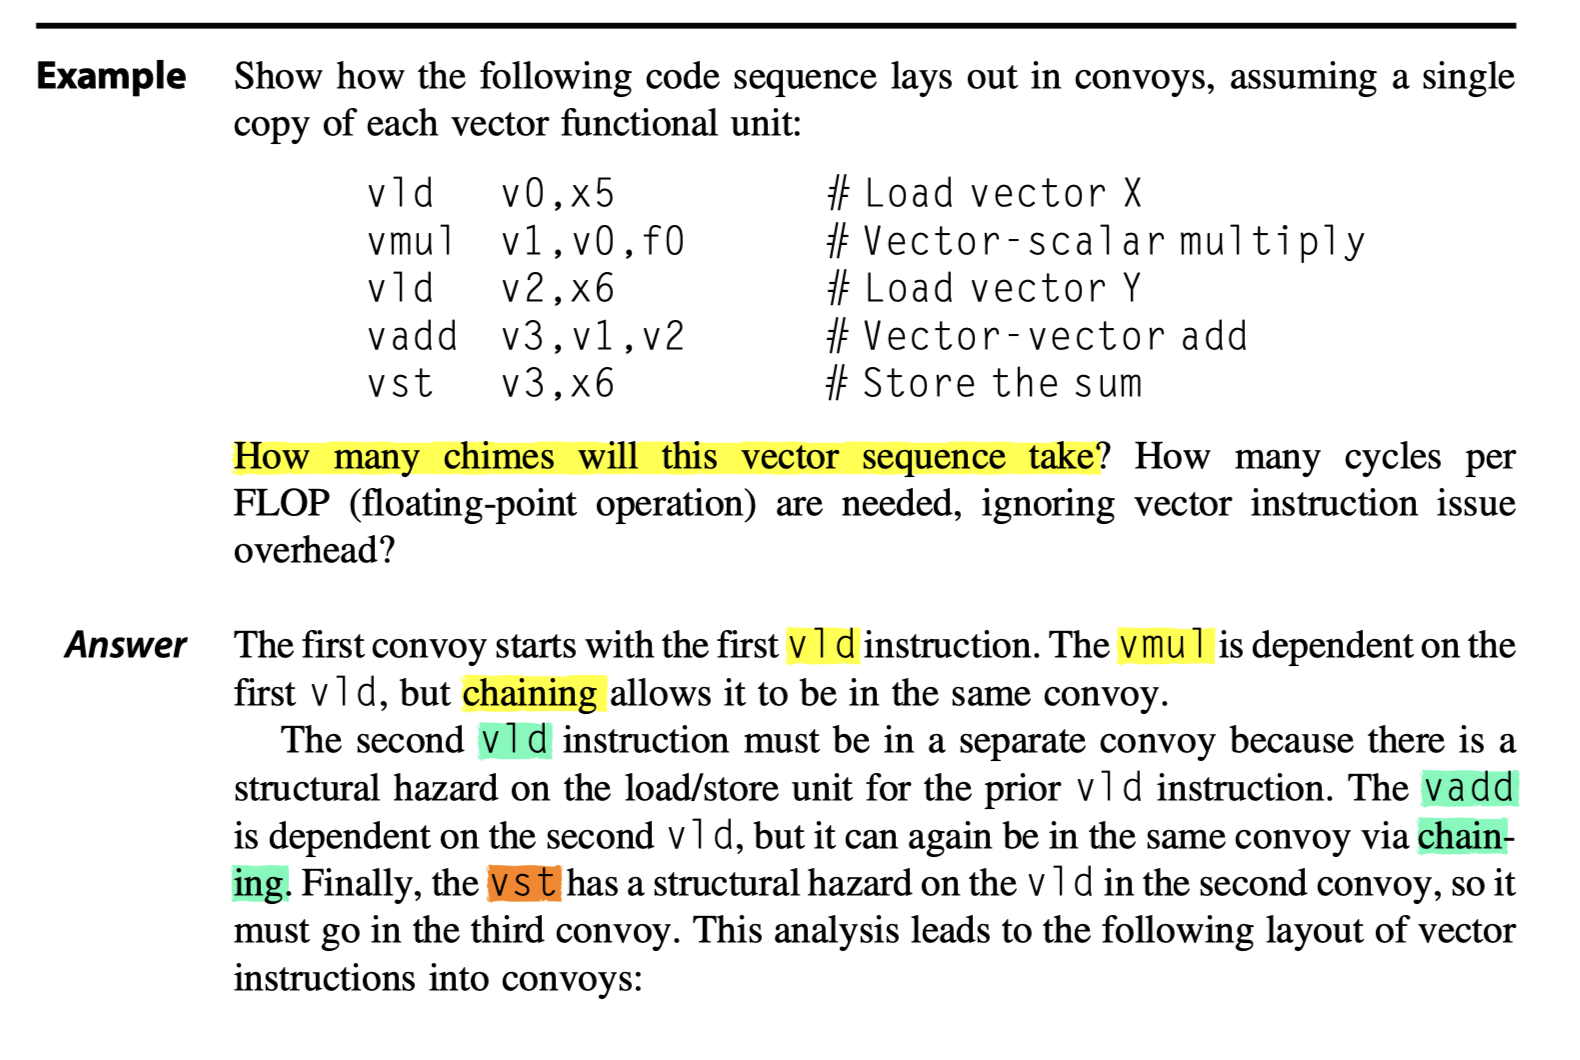 Example Show how the following code sequence lays out in convoys, assuming a single
copy of each vector functional unit:
vld v0,x5 # Load vector X
vmul v1,v0,f0 # Vector-scalar multiply
vld v2,x6 # Load vector Y
vadd v3,v1,v2 # Vector-vector add
vst v3,x6 # Store the sum
How many chimes will this vector sequence take? How many cycles per
FLOP (floating-point operation) are needed, ignoring vector instruction issue
overhead?
Answer The first convoy starts with the first vld instruction. The vmul is dependent on the
first vld, but chaining allows it to be in the same convoy.
The second vld instruction must be in a separate convoy because there is a
structural hazard on the load/store unit for the prior vld instruction. The vadd
is dependent on the second vld, but it can again be in the same convoy via chain-
ing. Finally, the vst has a structural hazard on the vld in the second convoy, so it
must go in the third convoy. This analysis leads to the following layout of vector
instructions into convoys: